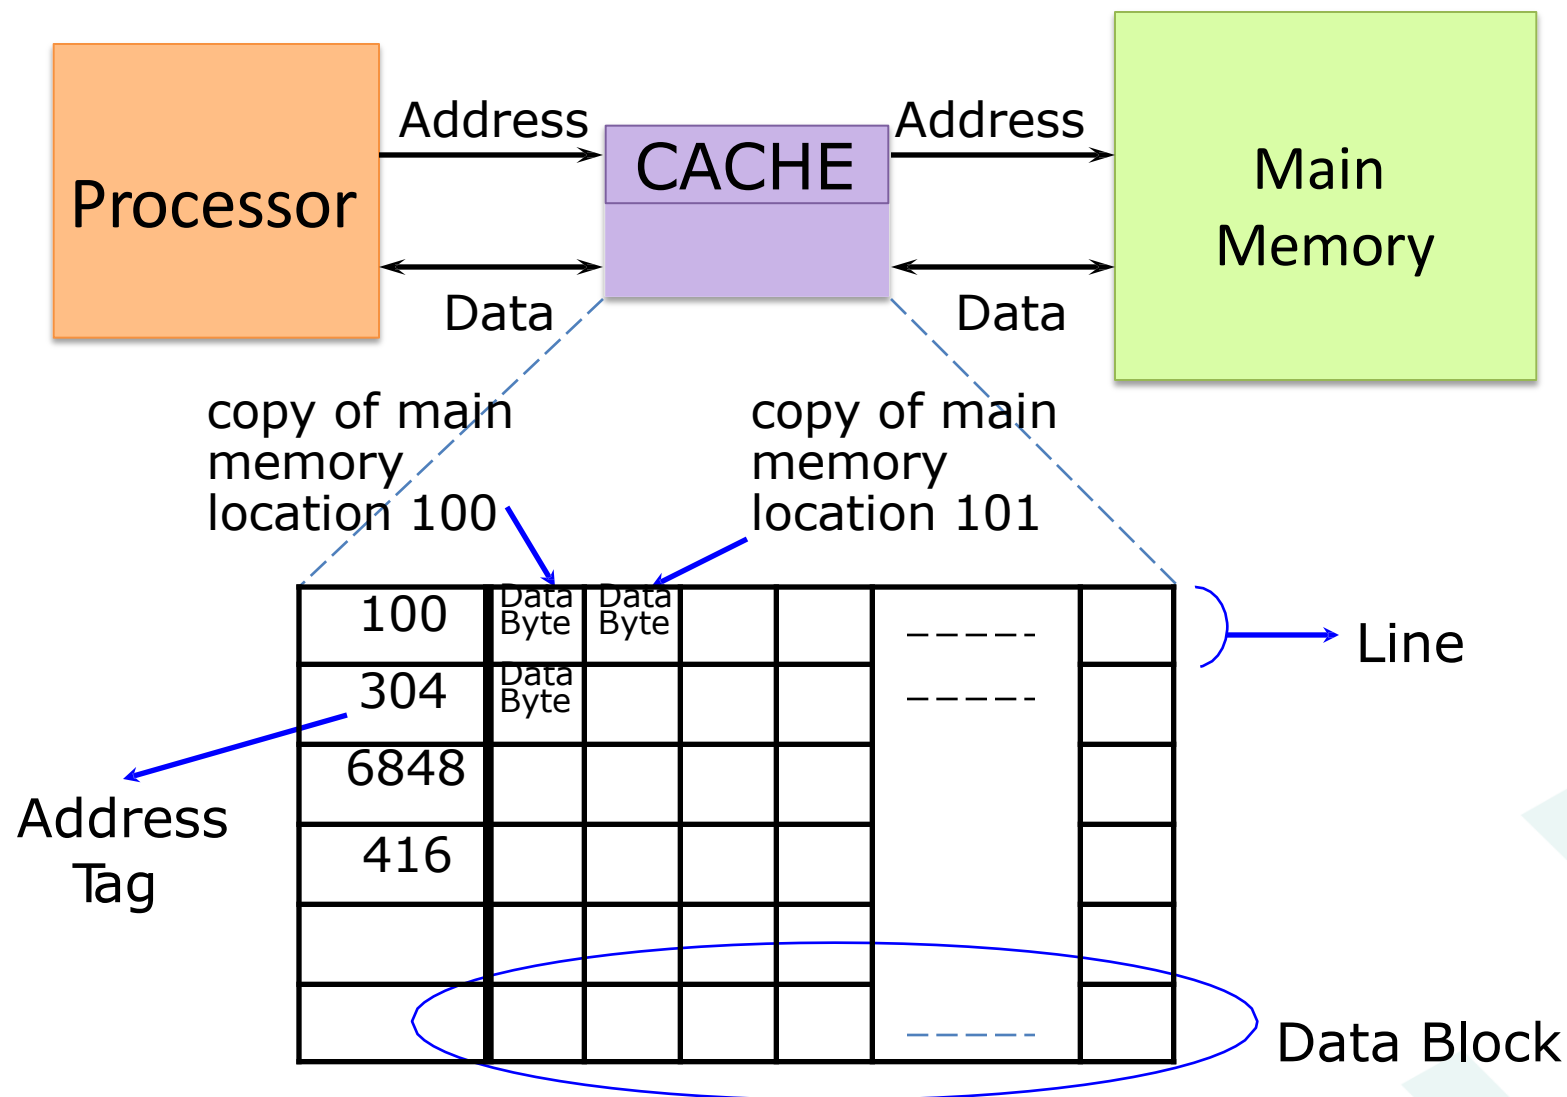 Processor
Address
CACHE
Address
Main
Memory
Data
Data
copy of main
memory
location 100
copy of main
memory
location 101
100
Data
Byte
Data
Byte
Line
304
Data
Byte
6848
Address
Tag
416
Data Block